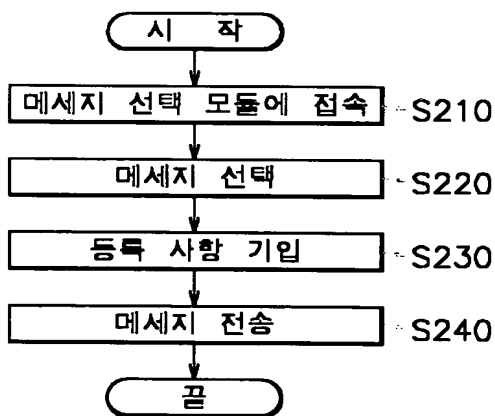 시 작
메세지 선택 모듈에 접속 S210
메세지 선택 S220
등록 사항 기입 S230
메세지 전송 S240
끝